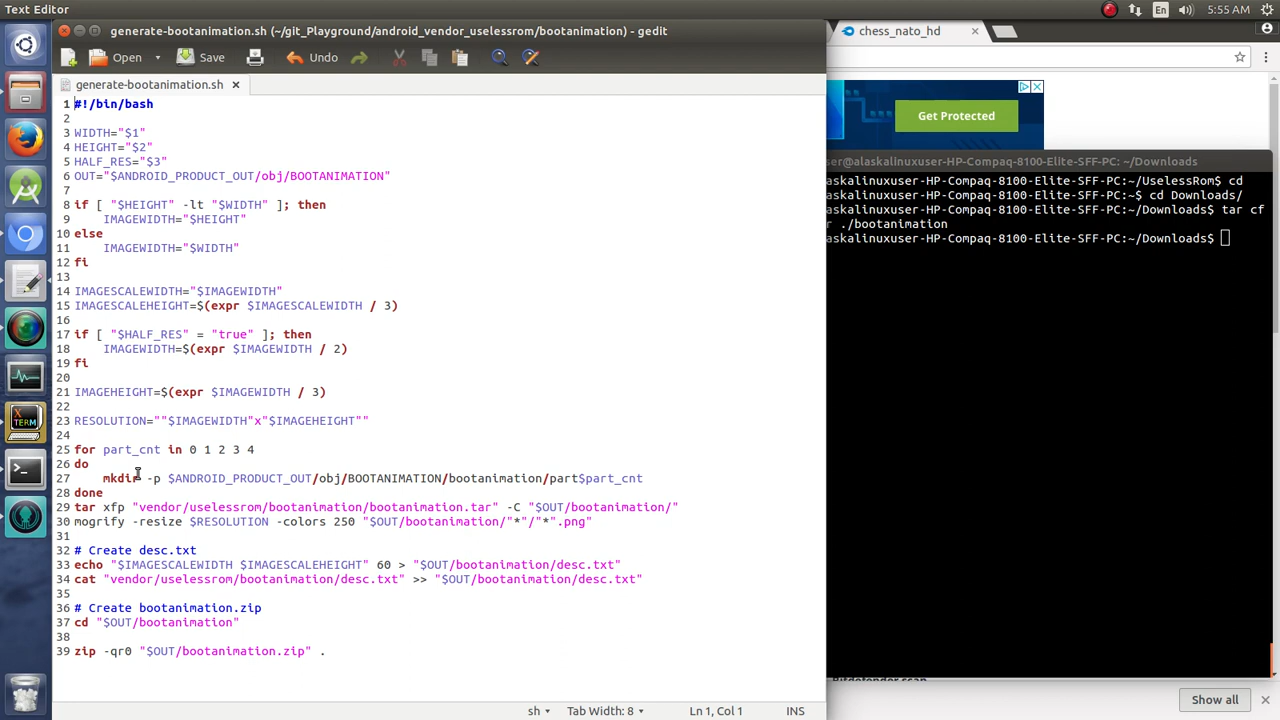 Text Editor
En
5:55 AM
generate-bootanimation.sh (~/git_Playground/android_vendor_uselessrom/bootanimation) - gedit
chess_nato_hd
Open
Save
Undo
generate-bootanimation.sh
Get Protected
1 #!/bin/bash
2
3 WIDTH="$1"
4 HEIGHT="$2"
5 HALF_RES="$3"
6 OUT="$ANDROID_PRODUCT_OUT/obj/BOOTANIMATION"
7
8 if [ "$HEIGHT" -lt "$WIDTH" ]; then
9     IMAGEWIDTH="$HEIGHT"
10 else
11     IMAGEWIDTH="$WIDTH"
12 fi
13
14 IMAGESCALEWIDTH="$IMAGEWIDTH"
15 IMAGESCALEHEIGHT=$(expr $IMAGESCALEWIDTH / 3)
16
17 if [ "$HALF_RES" = "true" ]; then
18     IMAGEWIDTH=$(expr $IMAGEWIDTH / 2)
19 fi
20
21 IMAGEHEIGHT=$(expr $IMAGEWIDTH / 3)
22
23 RESOLUTION=""$IMAGEWIDTH"x"$IMAGEHEIGHT""
24
25 for part_cnt in 0 1 2 3 4
26 do
27     mkdir -p $ANDROID_PRODUCT_OUT/obj/BOOTANIMATION/bootanimation/part$part_cnt
28 done
29 tar xfp "vendor/uselessrom/bootanimation/bootanimation.tar" -C "$OUT/bootanimation/"
30 mogrify -resize $RESOLUTION -colors 250 "$OUT/bootanimation/"*"/"*".png"
31
32 # Create desc.txt
33 echo "$IMAGESCALEWIDTH $IMAGESCALEHEIGHT" 60 > "$OUT/bootanimation/desc.txt"
34 cat "vendor/uselessrom/bootanimation/desc.txt" >> "$OUT/bootanimation/desc.txt"
35
36 # Create bootanimation.zip
37 cd "$OUT/bootanimation"
38
39 zip -qr0 "$OUT/bootanimation.zip" .
sh
Tab Width: 8
Ln 1, Col 1
INS
ser@alaskalinuxuser-HP-Compaq-8100-Elite-SFF-PC: ~/Downloads
askalinuxuser-HP-Compaq-8100-Elite-SFF-PC:~/UselessRom$ cd
askalinuxuser-HP-Compaq-8100-Elite-SFF-PC:~$ cd Downloads/
askalinuxuser-HP-Compaq-8100-Elite-SFF-PC:~/Downloads$ tar cf
r ./bootanimation
askalinuxuser-HP-Compaq-8100-Elite-SFF-PC:~/Downloads$
Show all
X
TERM